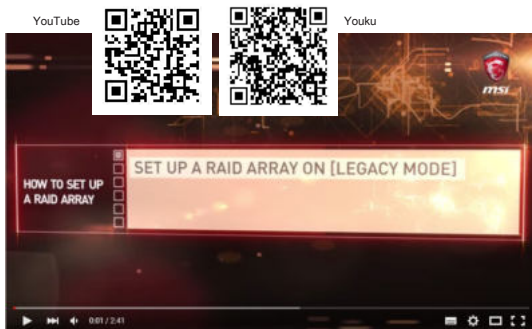 YouTube
Youku
msi
SET UP A RAID ARRAY ON [LEGACY MODE]
HOW TO SET UP
A RAID ARRAY
0:01 / 2:41